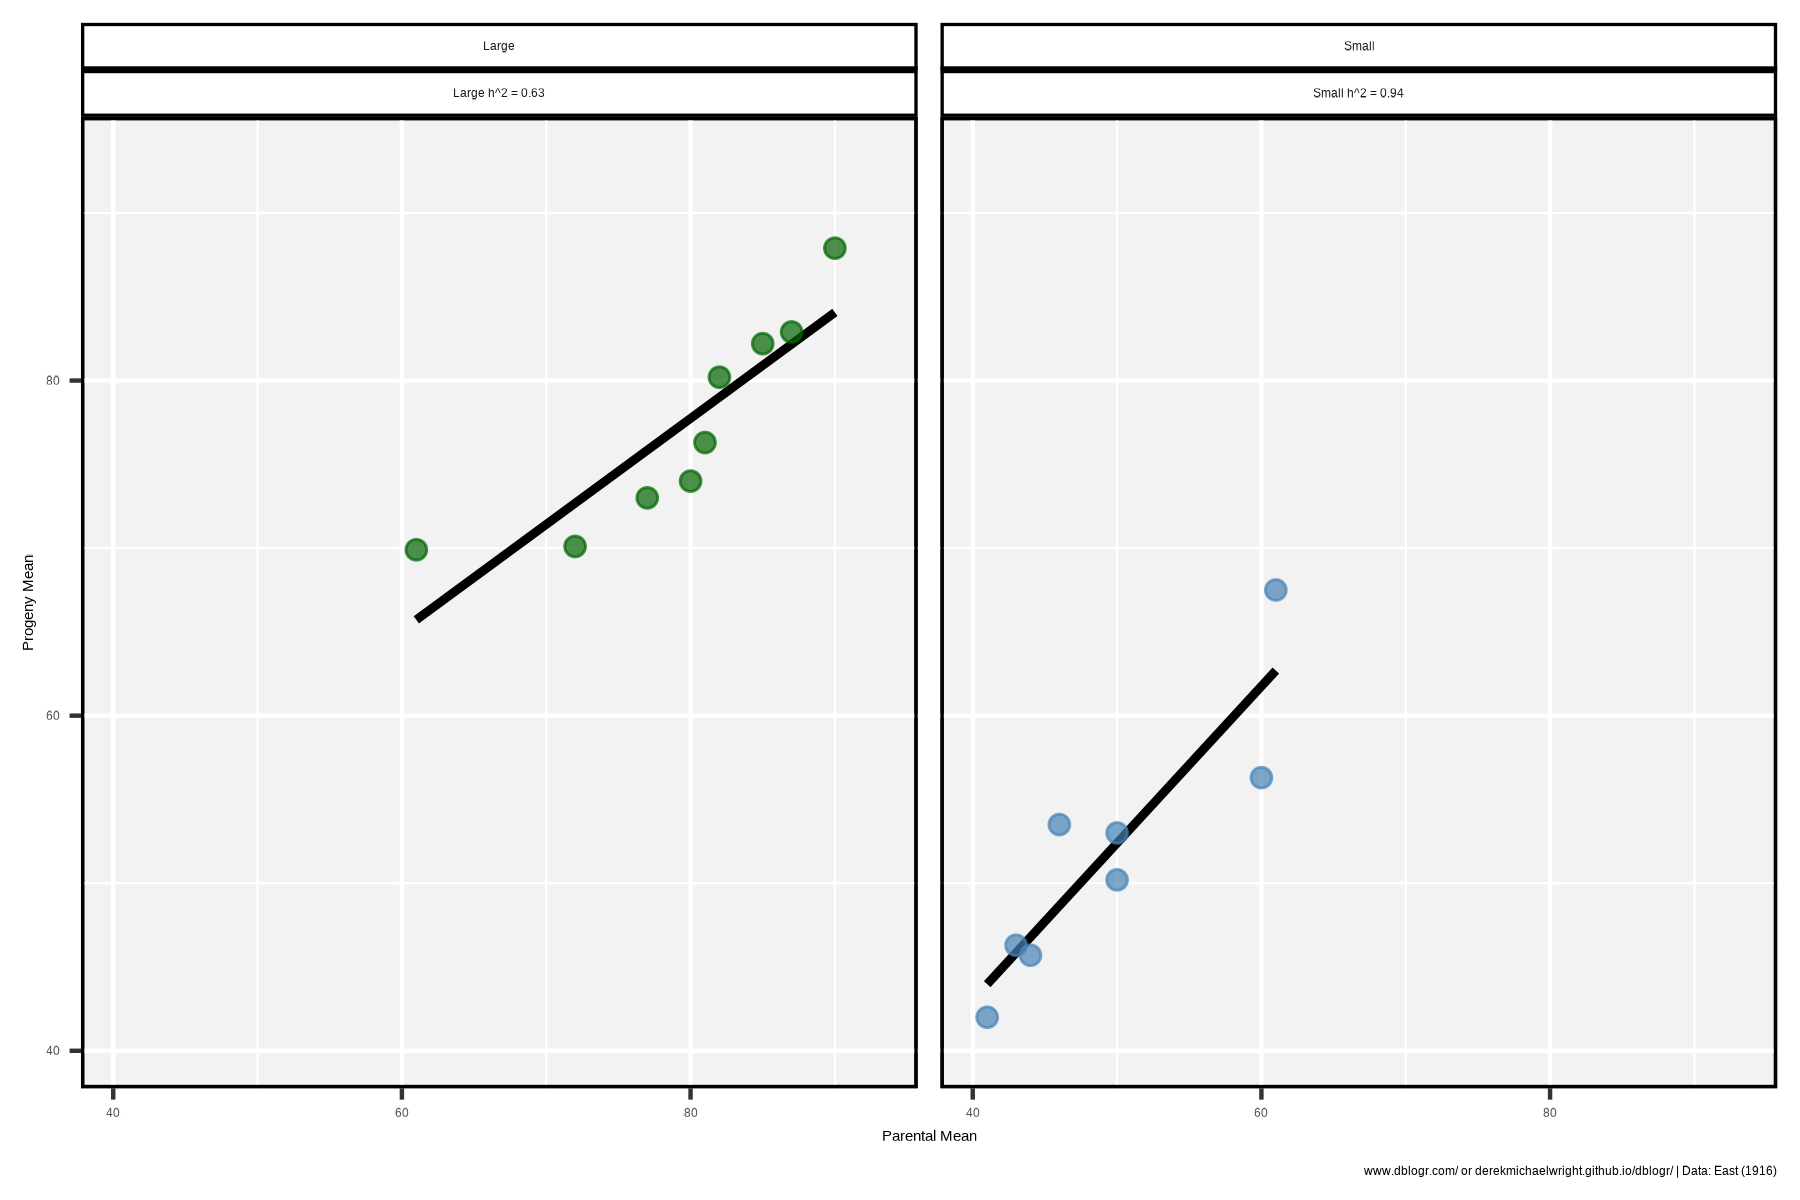 Large
Small
Large h^2 = 0.63
Small h^2 = 0.94
80
60
40
Progeny Mean
40
60
80
40
60
80
Parental Mean
www.dblogr.com/ or derekmichaelwright.github.io/dblogr/ | Data: East (1916)